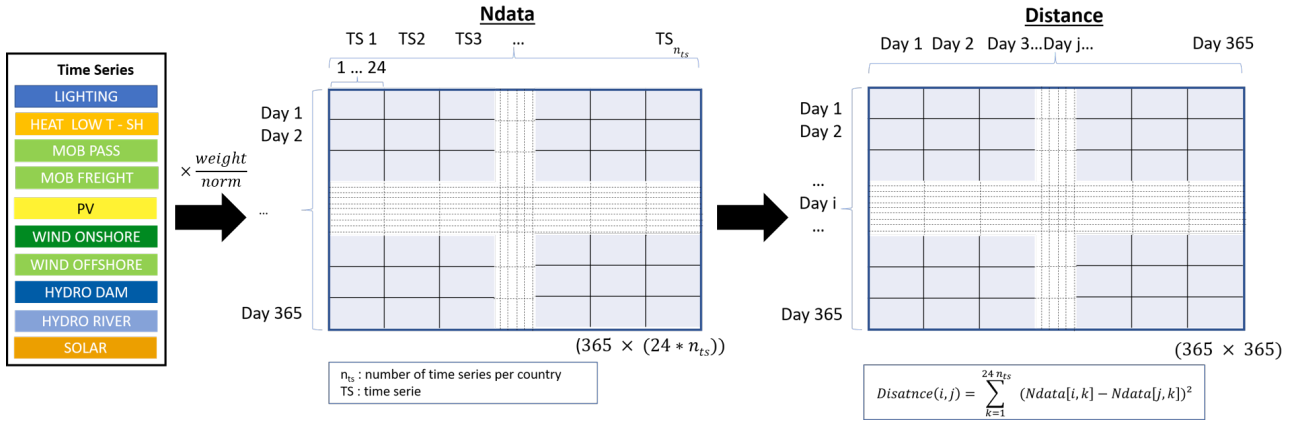 Time Series
LIGHTING
HEAT LOW T - SH
MOB PASS
MOB FREIGHT
PV
WIND ONSHORE
WIND OFFSHORE
HYDRO DAM
HYDRO RIVER
SOLAR
× weight/norm
Ndata
TS 1 TS2 TS3 ... TS n_ts
1 ... 24
Day 1
Day 2
...
Day 365
(365 × (24 * n_ts))
n_ts : number of time series per country
TS : time serie
Distance
Day 1 Day 2 Day 3...Day j... Day 365
Day 1
Day 2
...
Day i
...
Day 365
(365 × 365)
Disatnce(i,j) = ∑_{k=1}^{24 n_ts} (Ndata[i,k] − Ndata[j,k])²